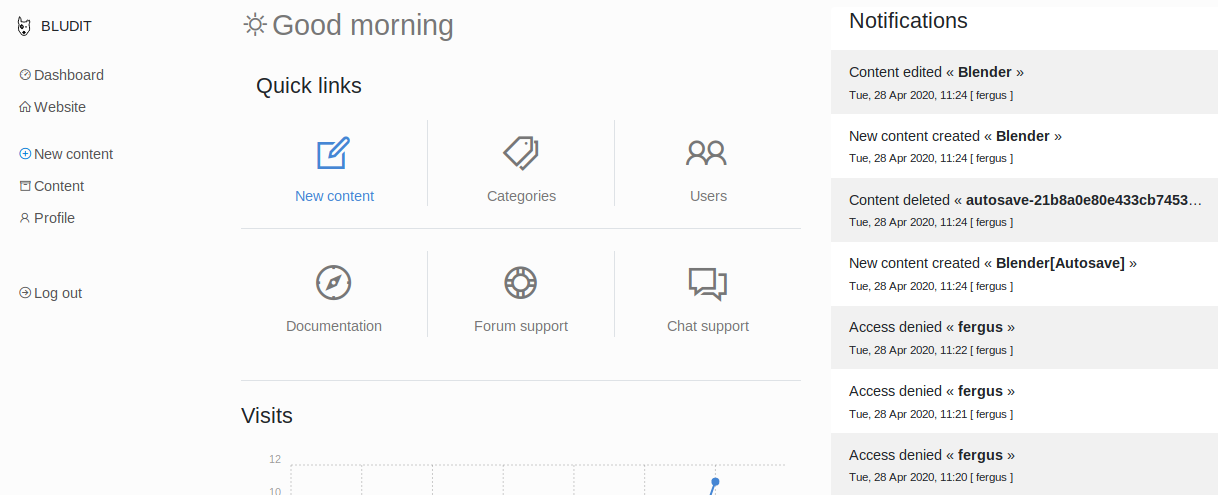 BLUDIT
Dashboard
Website
New content
Content
Profile
Log out
Good morning
Quick links
New content
Categories
Users
Documentation
Forum support
Chat support
Visits
12
10
Notifications
Content edited « Blender »
Tue, 28 Apr 2020, 11:24 [ fergus ]
New content created « Blender »
Tue, 28 Apr 2020, 11:24 [ fergus ]
Content deleted « autosave-21b8a0e80e433cb7453…
Tue, 28 Apr 2020, 11:24 [ fergus ]
New content created « Blender[Autosave] »
Tue, 28 Apr 2020, 11:24 [ fergus ]
Access denied « fergus »
Tue, 28 Apr 2020, 11:22 [ fergus ]
Access denied « fergus »
Tue, 28 Apr 2020, 11:21 [ fergus ]
Access denied « fergus »
Tue, 28 Apr 2020, 11:20 [ fergus ]